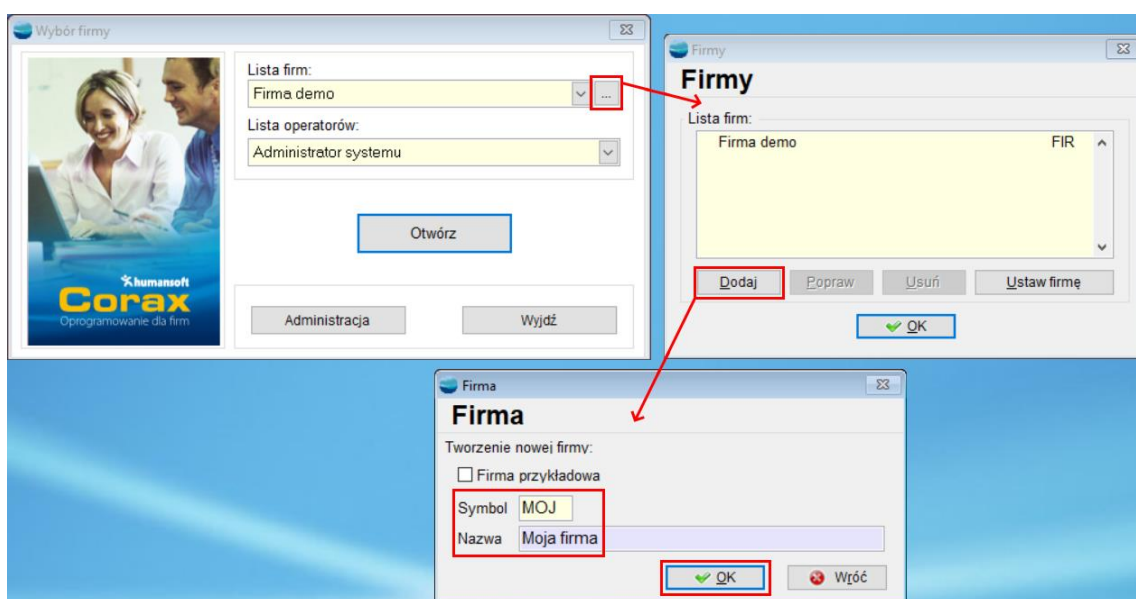 Wybór firmy
Lista firm:
Firma demo
...
Lista operatorów:
Administrator systemu
Otwórz
humansoft
Corax
Oprogramowanie dla firm
Administracja
Wyjdź
Firmy
Firmy
Lista firm:
Firma demo FIR
Dodaj Popraw Usuń Ustaw firmę
OK
Firma
Firma
Tworzenie nowej firmy:
Firma przykładowa
Symbol MOJ
Nazwa Moja firma
OK Wróć